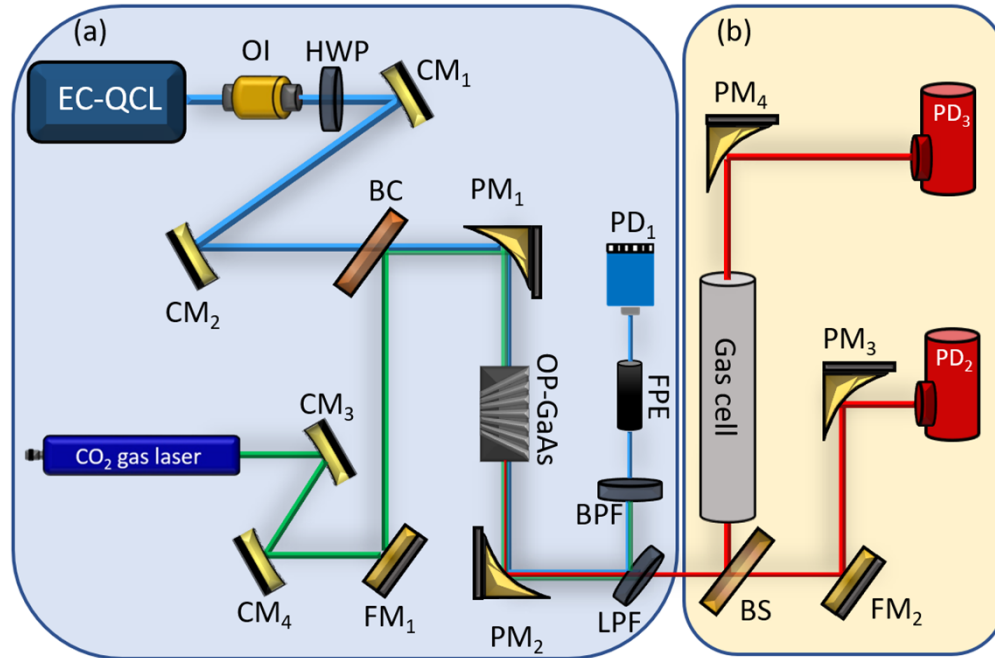 (a)
OI
HWP
CM₁
EC-QCL
BC
PM₁
PD₁
CM₂
OP-GaAs
FPE
CM₃
CO₂ gas laser
BPF
CM₄
FM₁
PM₂
LPF
(b)
PM₄
PD₃
Gas cell
PM₃
PD₂
BS
FM₂